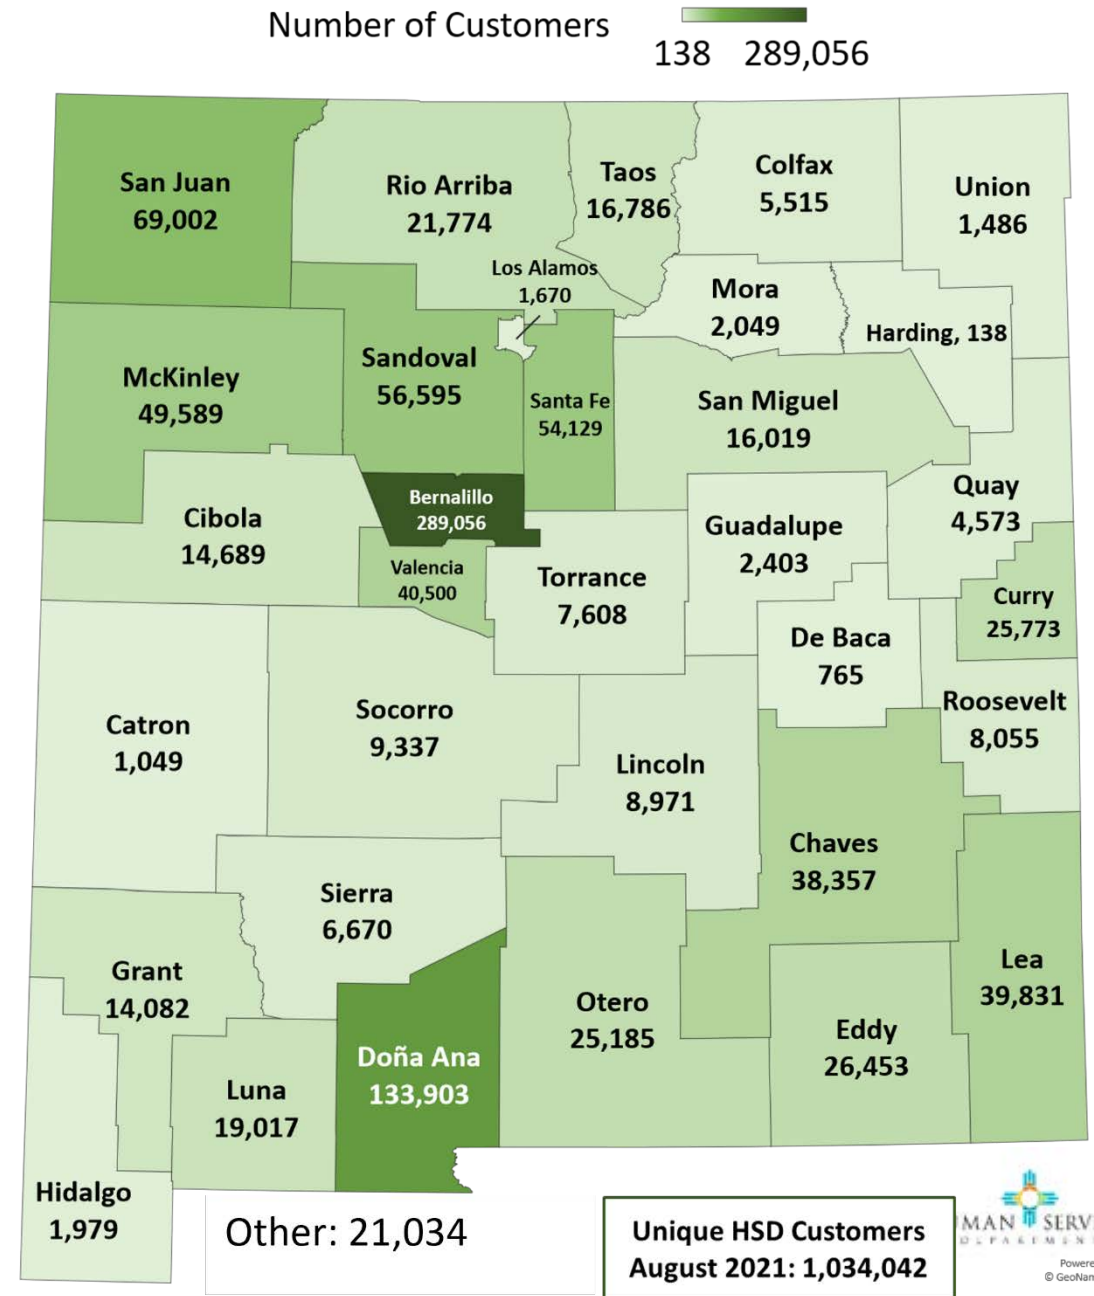 Number of Customers
138 289,056
San Juan
69,002
Rio Arriba
21,774
Taos
16,786
Colfax
5,515
Union
1,486
Los Alamos
1,670
Mora
2,049
Harding, 138
McKinley
49,589
Sandoval
56,595
Santa Fe
54,129
San Miguel
16,019
Quay
4,573
Cibola
14,689
Bernalillo
289,056
Guadalupe
2,403
Valencia
40,500
Torrance
7,608
Curry
25,773
De Baca
765
Catron
1,049
Socorro
9,337
Roosevelt
8,055
Lincoln
8,971
Chaves
38,357
Sierra
6,670
Grant
14,082
Lea
39,831
Otero
25,185
Eddy
26,453
Doña Ana
133,903
Luna
19,017
Hidalgo
1,979
Other: 21,034
Unique HSD Customers
August 2021: 1,034,042
UMAN SERV
DEPARTMEN
Powere
© GeoNam